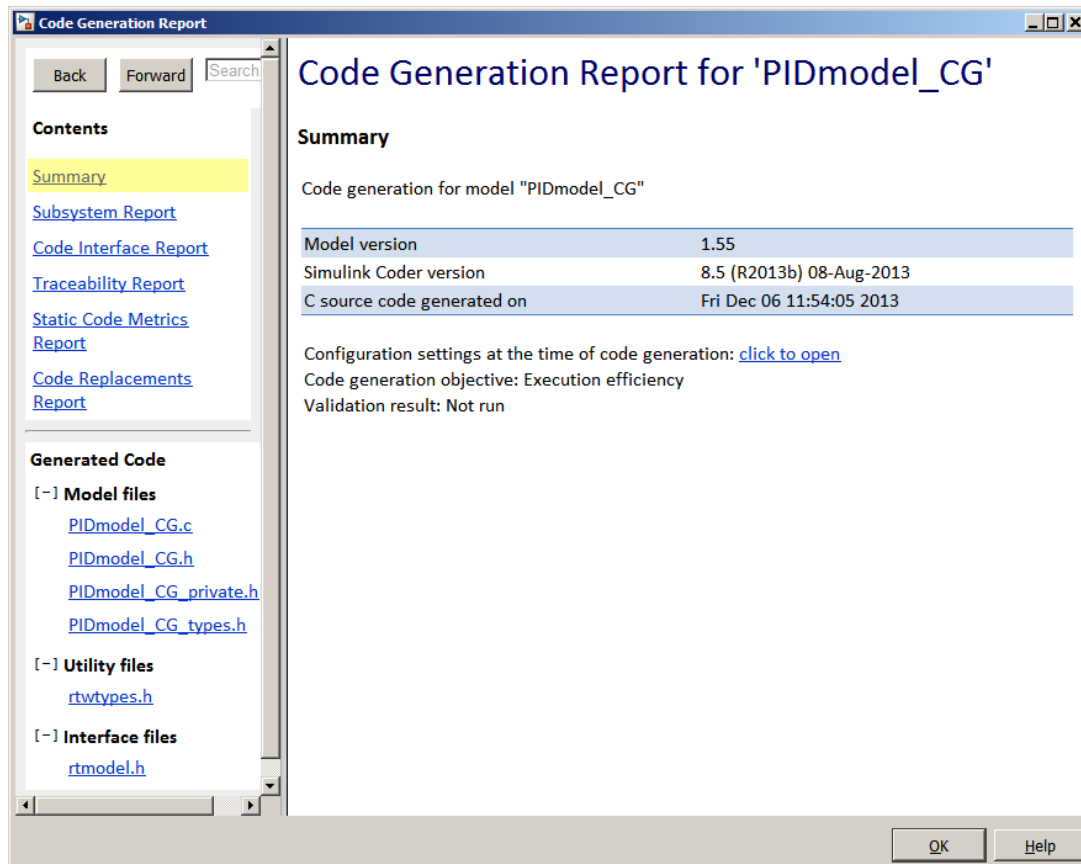 Code Generation Report
Back Forward Search
Contents
Summary
Subsystem Report
Code Interface Report
Traceability Report
Static Code Metrics
Report
Code Replacements
Report
Generated Code
[-] Model files
PIDmodel_CG.c
PIDmodel_CG.h
PIDmodel_CG_private.h
PIDmodel_CG_types.h
[-] Utility files
rtwtypes.h
[-] Interface files
rtmodel.h
Code Generation Report for 'PIDmodel_CG'
Summary
Code generation for model "PIDmodel_CG"
Model version 1.55
Simulink Coder version 8.5 (R2013b) 08-Aug-2013
C source code generated on Fri Dec 06 11:54:05 2013
Configuration settings at the time of code generation: click to open
Code generation objective: Execution efficiency
Validation result: Not run
OK Help